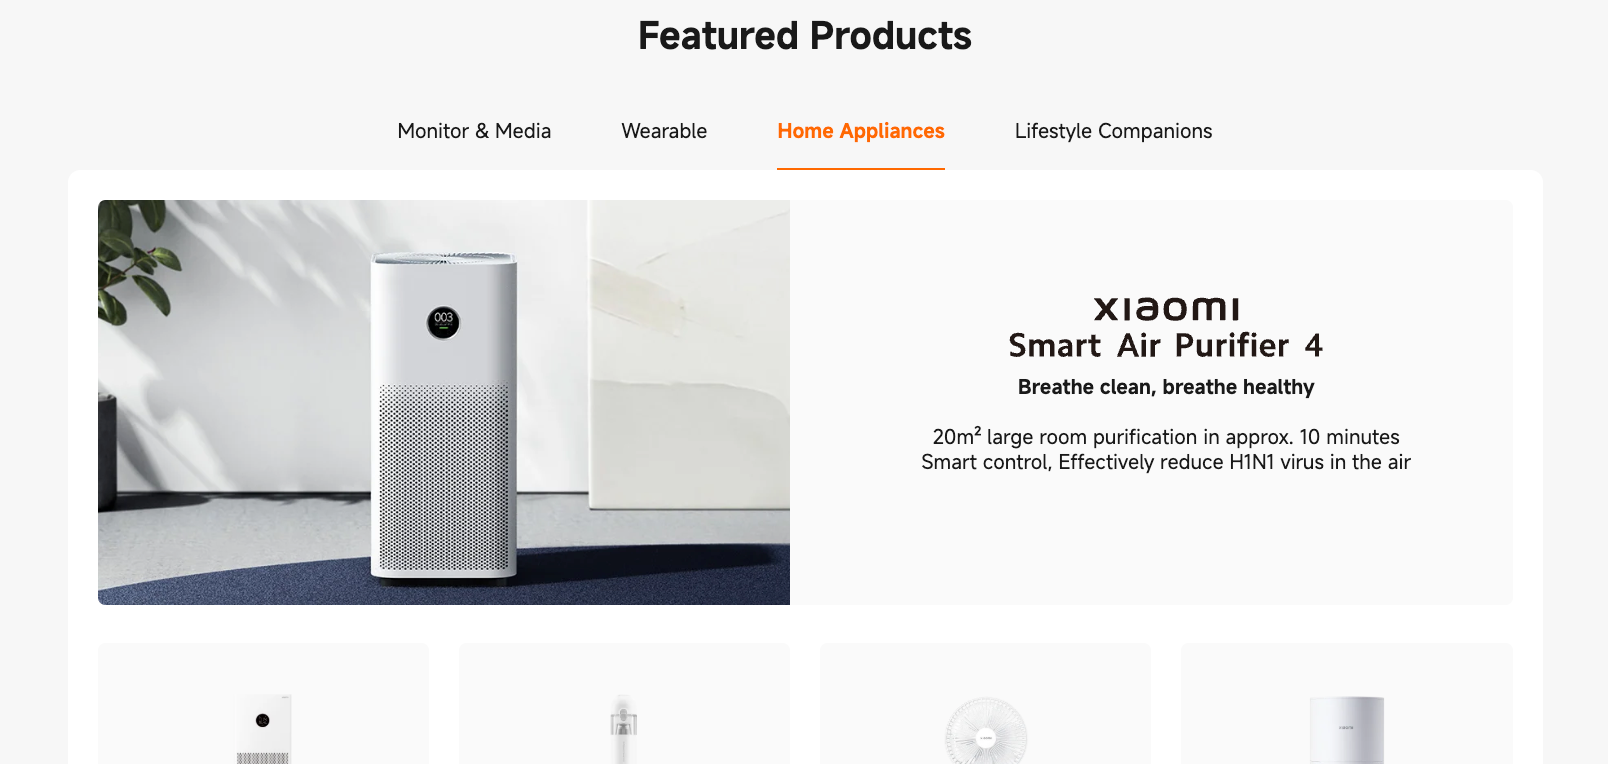 Featured Products
Monitor & Media
Wearable
Home Appliances
Lifestyle Companions
003
xiaomi
Smart Air Purifier 4
Breathe clean, breathe healthy
20m² large room purification in approx. 10 minutes
Smart control, Effectively reduce H1N1 virus in the air